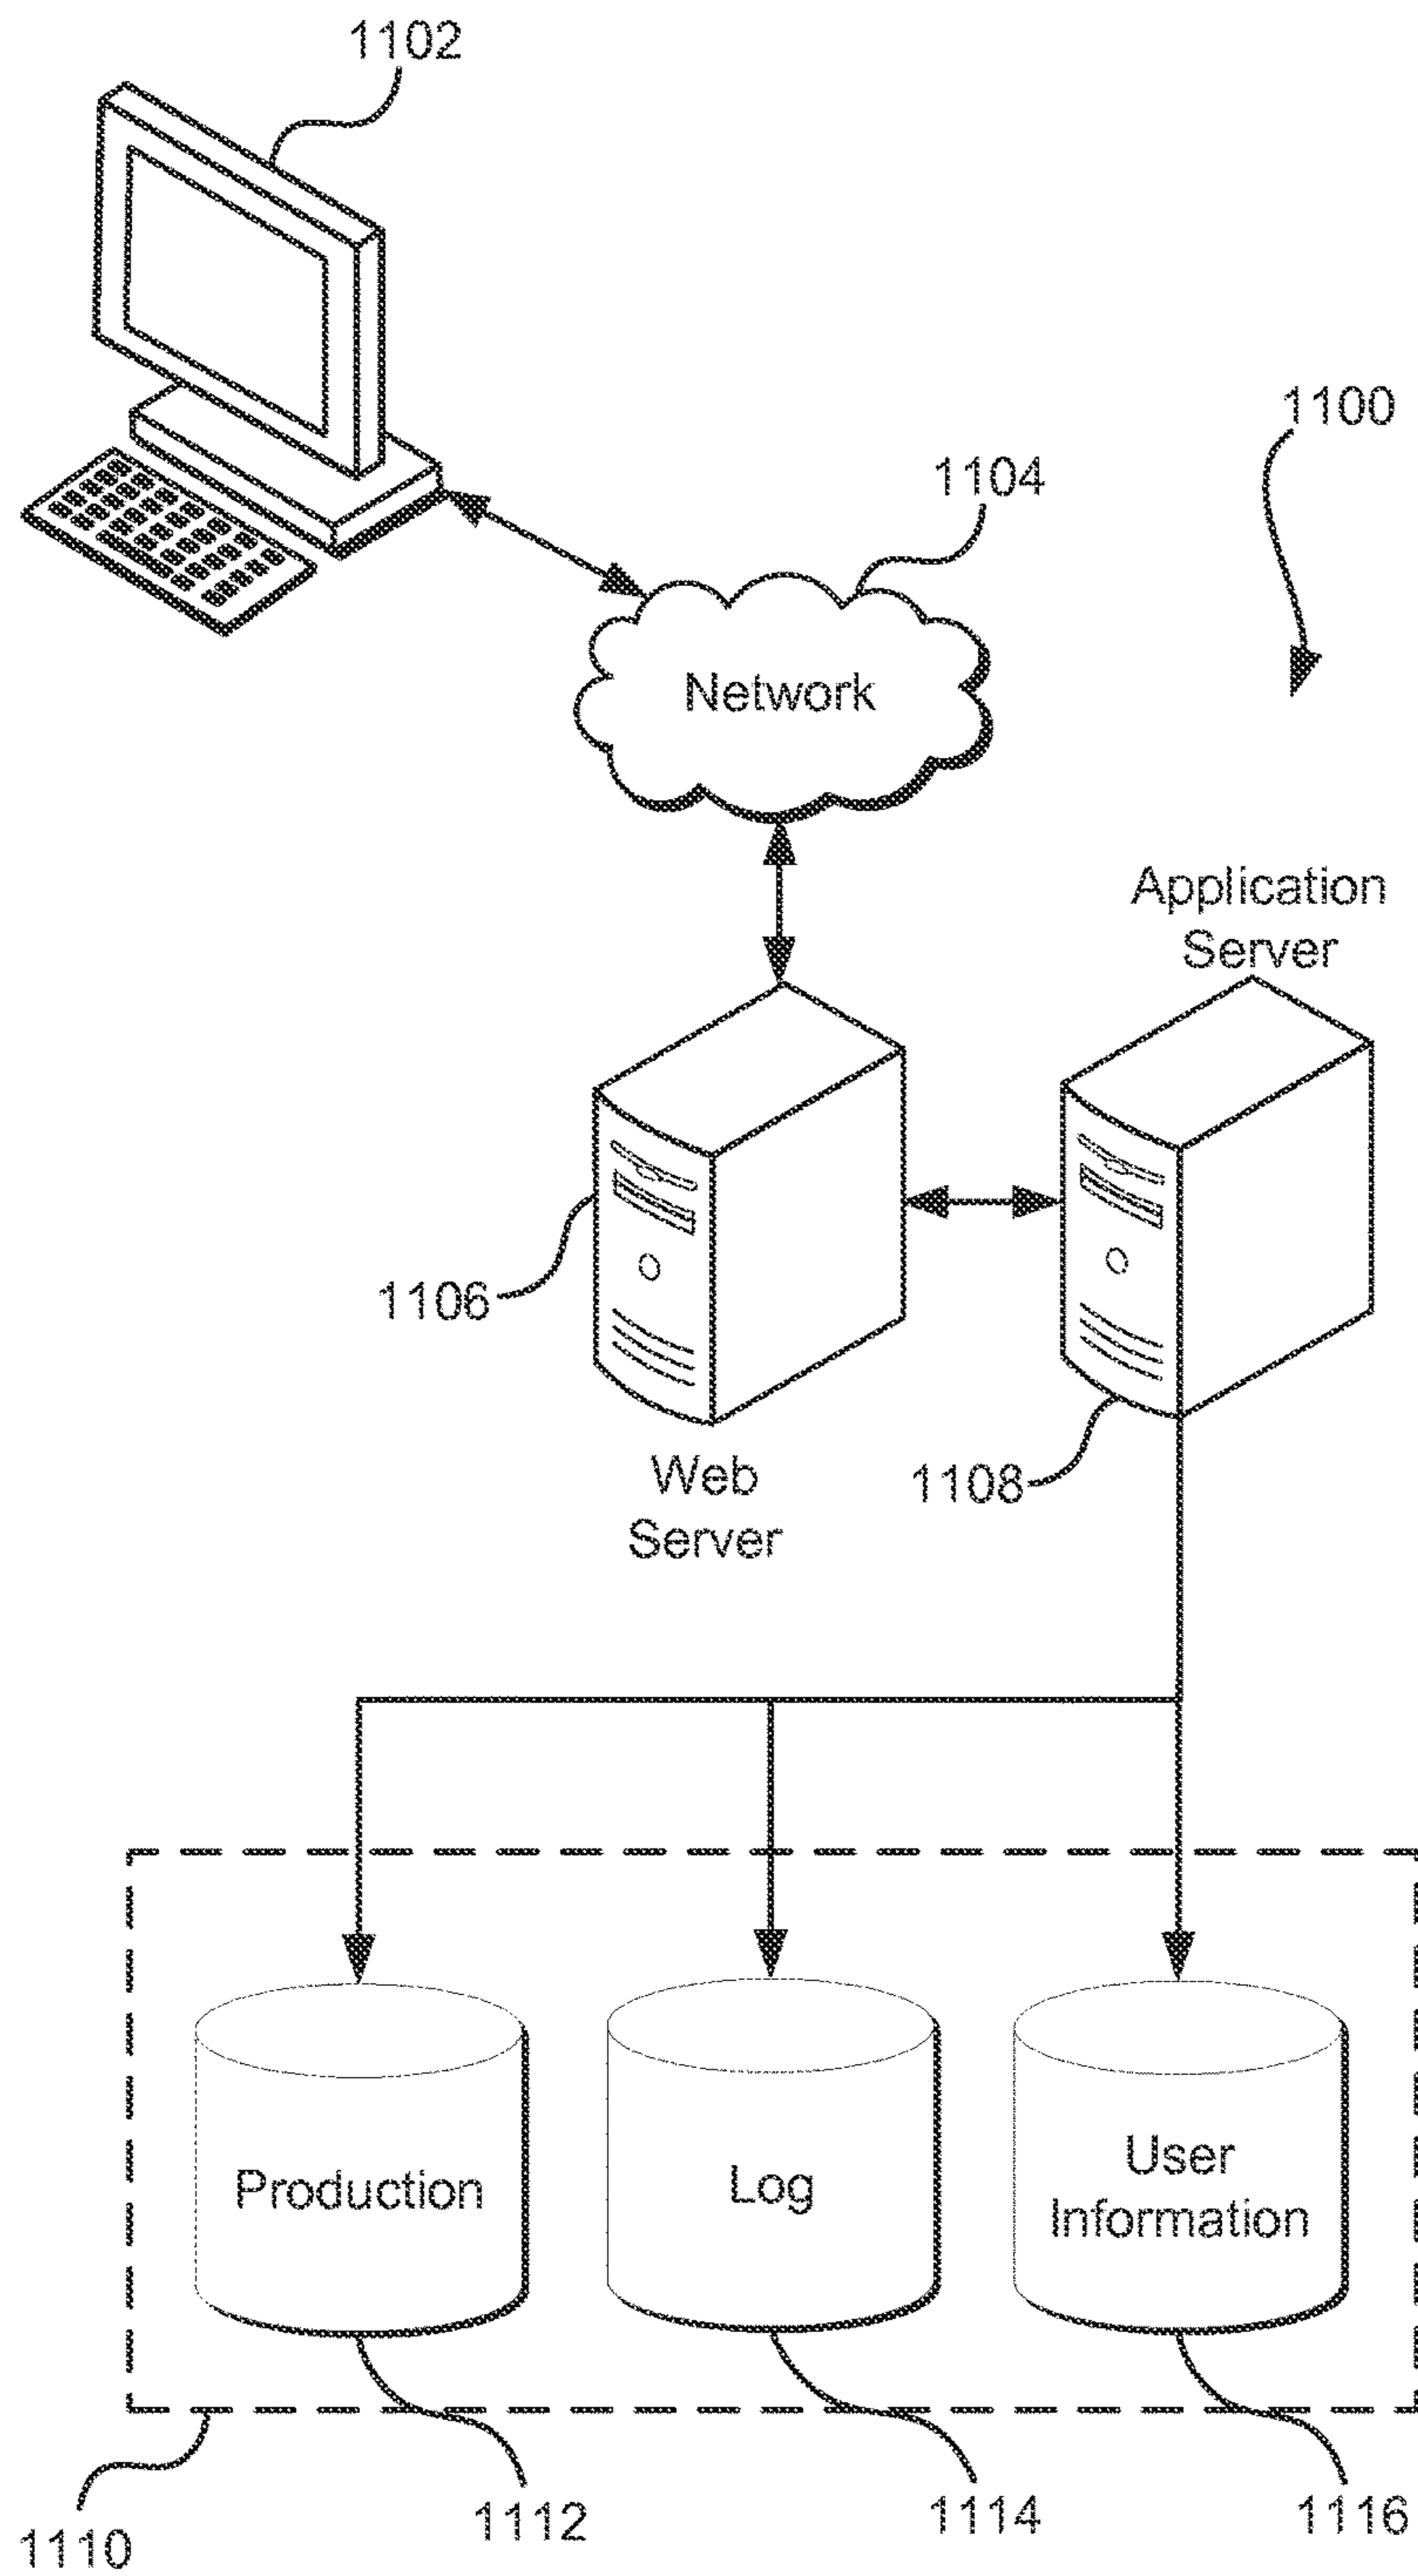 1102
1100
1104
Network
Application
Server
1106
Web
Server
1108
Production
Log
User
Information
1110
1112
1114
1116